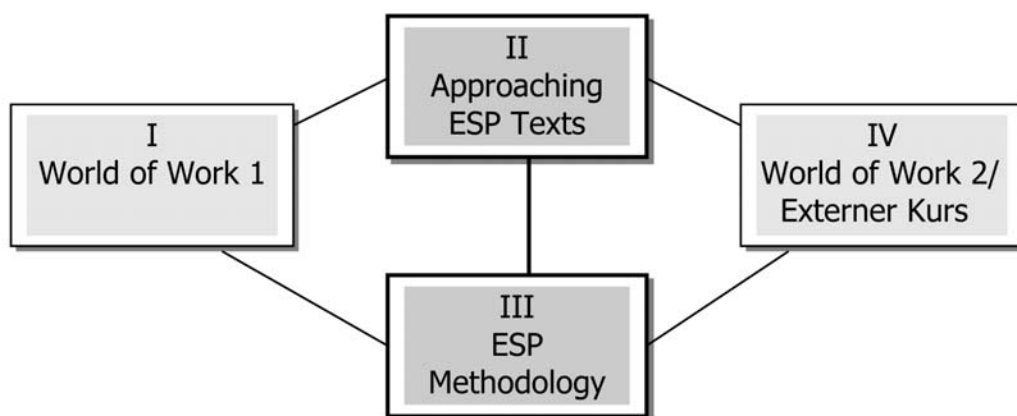 I
World of Work 1
II
Approaching
ESP Texts
III
ESP
Methodology
IV
World of Work 2/
Externer Kurs